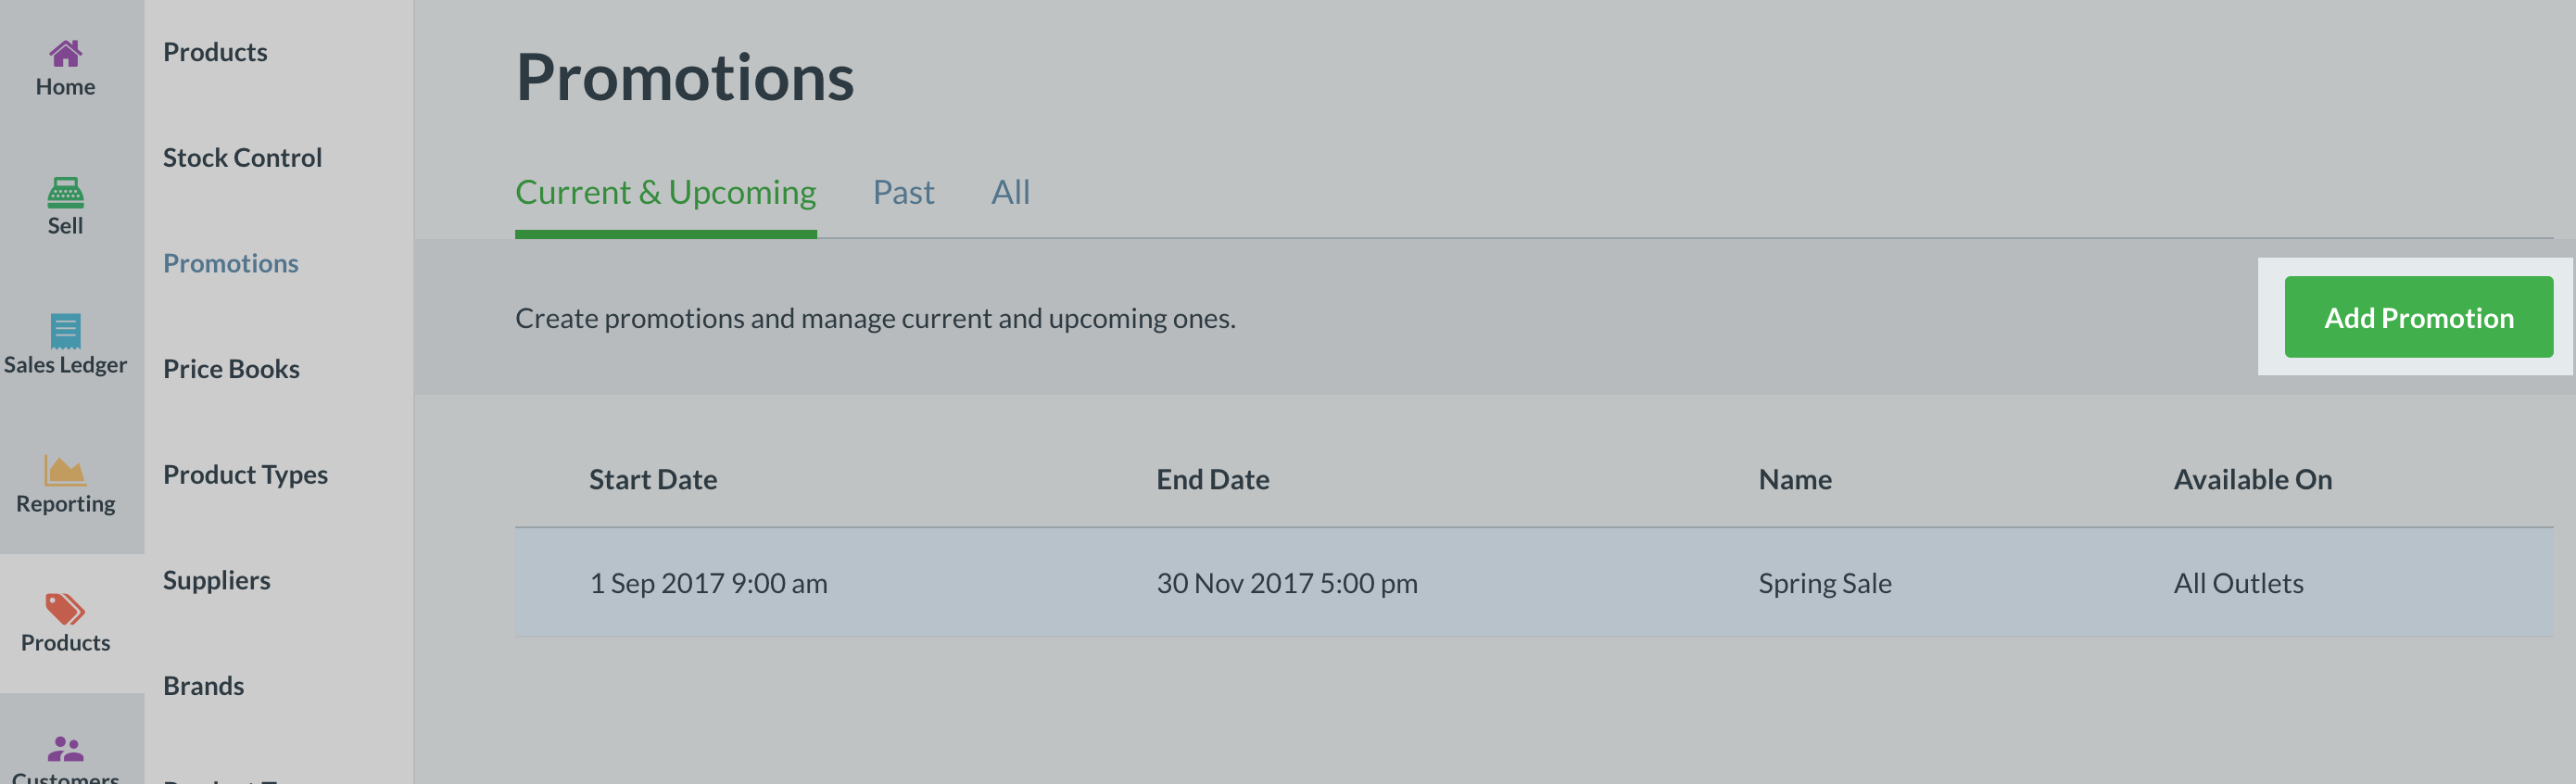 Home
Sell
Sales Ledger
Reporting
Products
Customers
Products
Stock Control
Promotions
Price Books
Product Types
Suppliers
Brands
Promotions
Current & Upcoming Past All
Create promotions and manage current and upcoming ones.
Add Promotion
Start Date End Date Name Available On
1 Sep 2017 9:00 am 30 Nov 2017 5:00 pm Spring Sale All Outlets